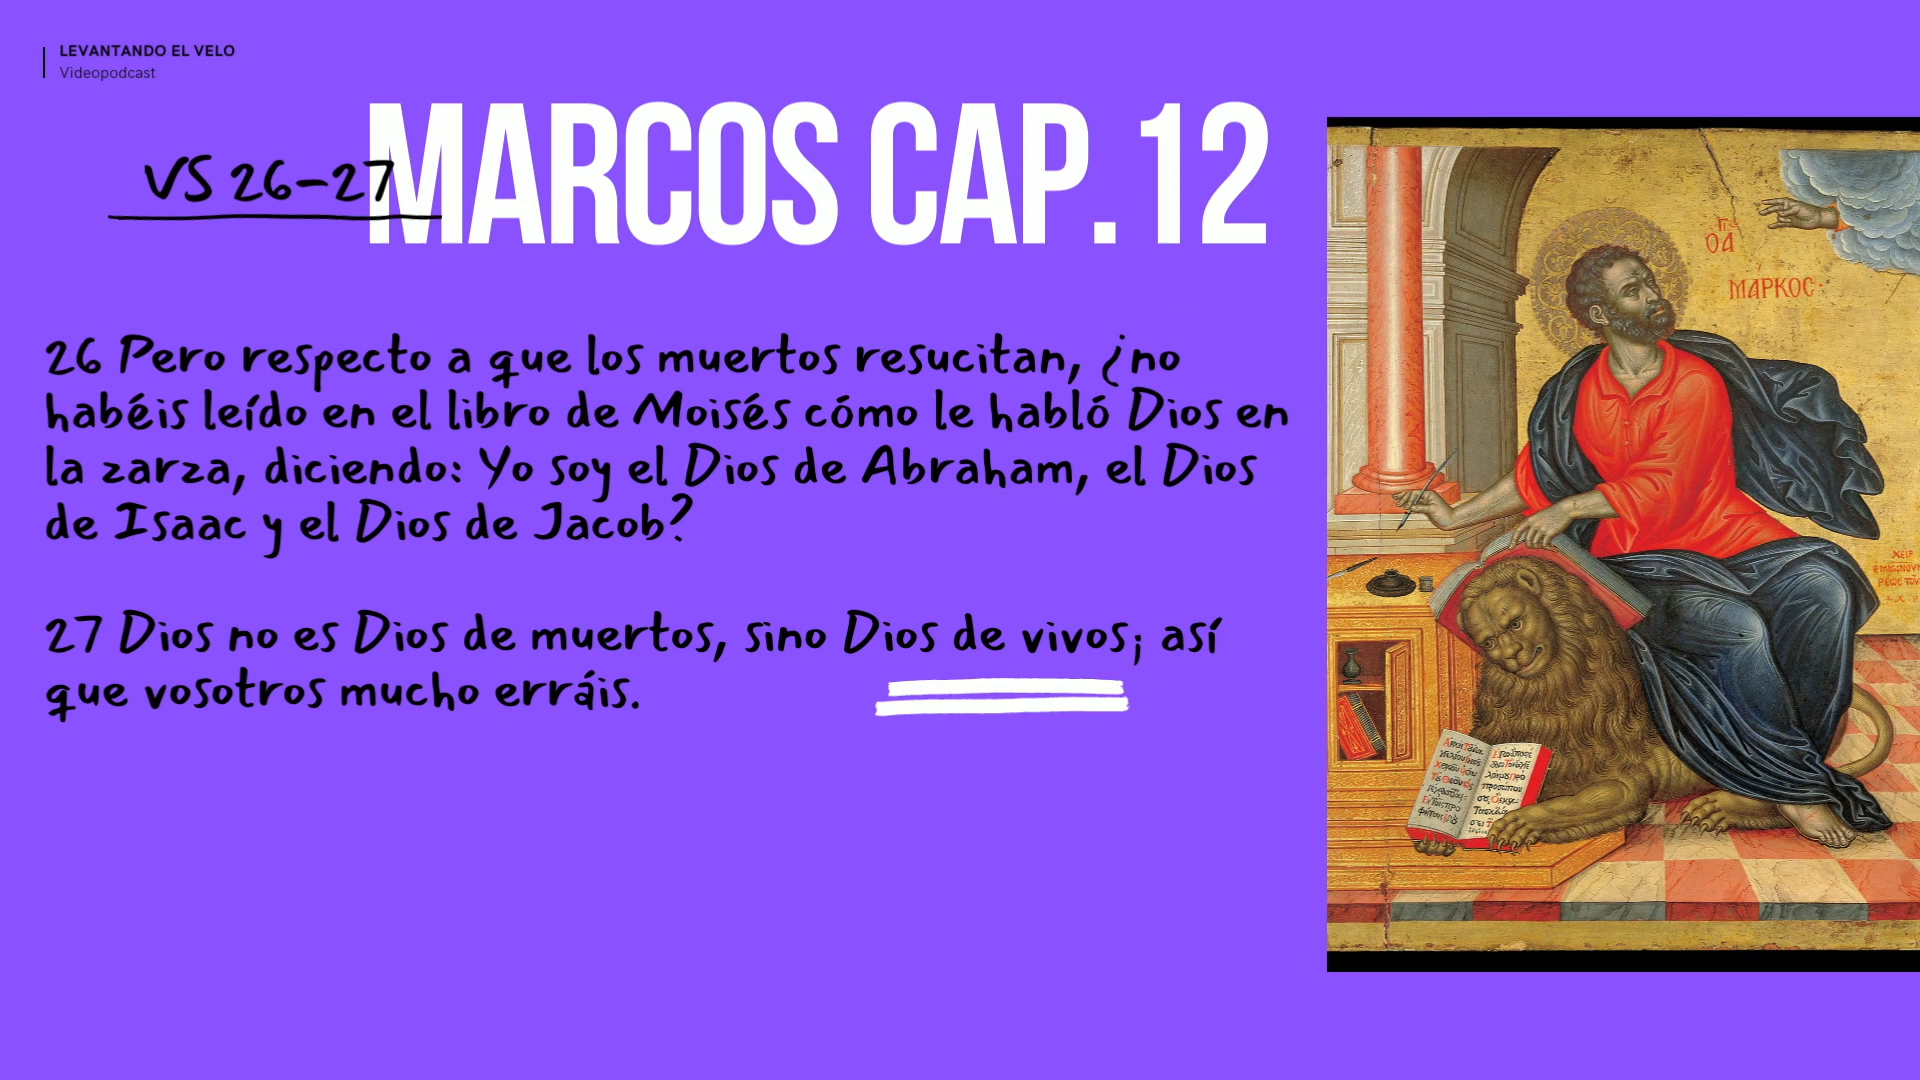 LEVANTANDO EL VELO
Videopodcast
MARCOS CAP. 12
VS 26-27
26 Pero respecto a que los muertos resucitan, ¿no
habéis leído en el libro de Moisés cómo le habló Dios en
la zarza, diciendo: Yo soy el Dios de Abraham, el Dios
de Isaac y el Dios de Jacob?
27 Dios no es Dios de muertos, sino Dios de vivos; así
que vosotros mucho erráis.
ΜΑΡΚΟC